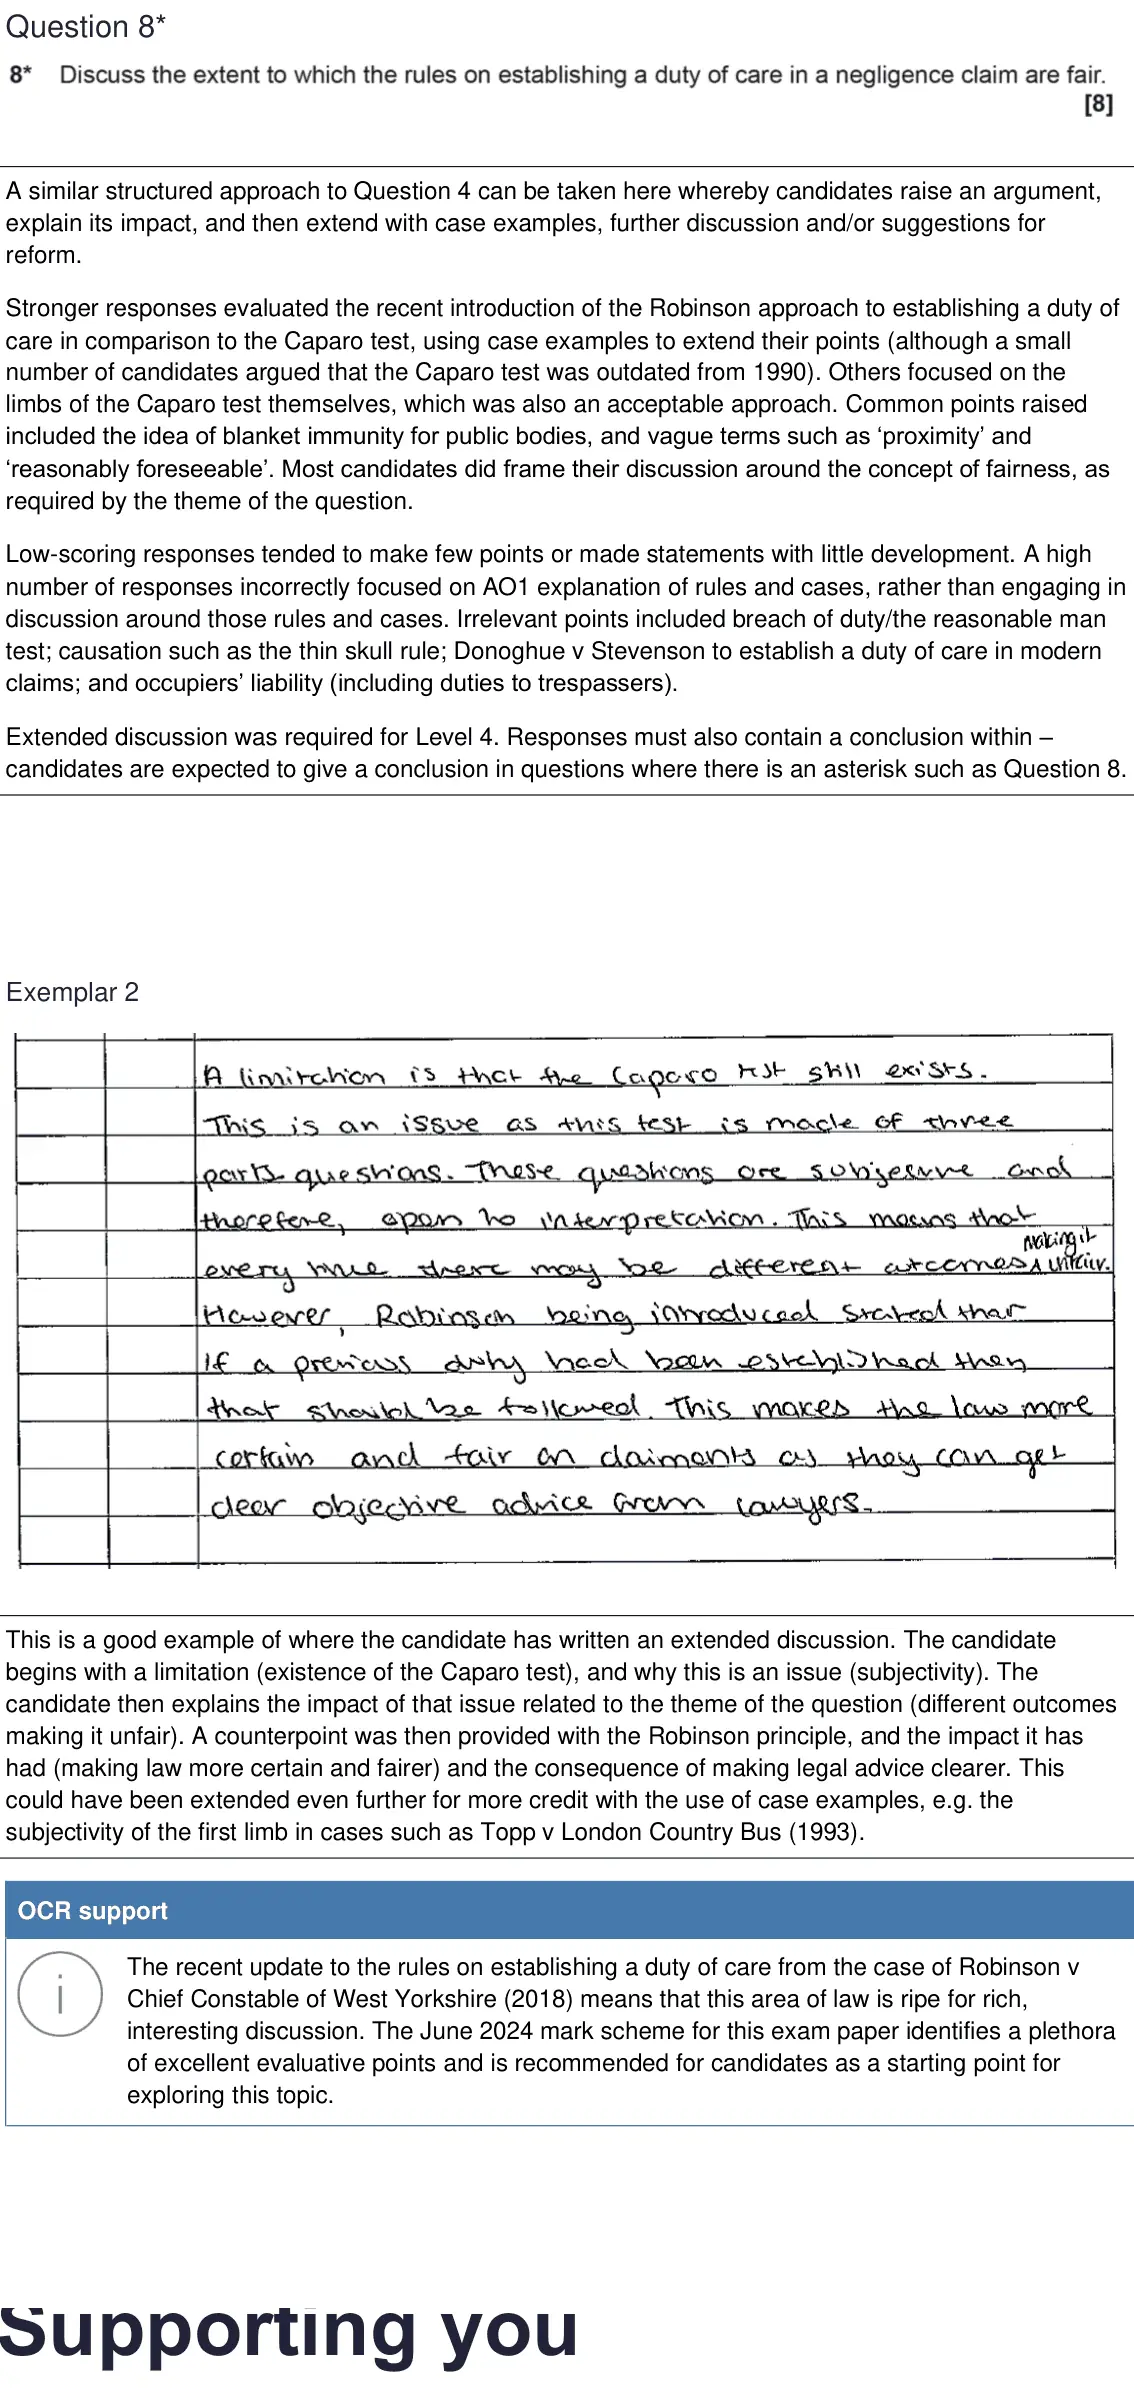 Question 8*
8* Discuss the extent to which the rules on establishing a duty of care in a negligence claim are fair.
[8]
A similar structured approach to Question 4 can be taken here whereby candidates raise an argument,
explain its impact, and then extend with case examples, further discussion and/or suggestions for
reform.
Stronger responses evaluated the recent introduction of the Robinson approach to establishing a duty of
care in comparison to the Caparo test, using case examples to extend their points (although a small
number of candidates argued that the Caparo test was outdated from 1990). Others focused on the
limbs of the Caparo test themselves, which was also an acceptable approach. Common points raised
included the idea of blanket immunity for public bodies, and vague terms such as ‘proximity’ and
‘reasonably foreseeable’. Most candidates did frame their discussion around the concept of fairness, as
required by the theme of the question.
Low-scoring responses tended to make few points or made statements with little development. A high
number of responses incorrectly focused on AO1 explanation of rules and cases, rather than engaging in
discussion around those rules and cases. Irrelevant points included breach of duty/the reasonable man
test; causation such as the thin skull rule; Donoghue v Stevenson to establish a duty of care in modern
claims; and occupiers’ liability (including duties to trespassers).
Extended discussion was required for Level 4. Responses must also contain a conclusion within –
candidates are expected to give a conclusion in questions where there is an asterisk such as Question 8.
Exemplar 2
A limitation is that the Caparo test still exists.
This is an issue as this test is made of three
parts questions. These questions are subjective and
therefore, open to interpretation. This means that
every time there may be different outcomes making it unfair.
However, Robinson being introduced stated that
if a previous duty had been established then
that should be followed. This makes the law more
certain and fair on claimants as they can get
clear objective advice from lawyers.
This is a good example of where the candidate has written an extended discussion. The candidate
begins with a limitation (existence of the Caparo test), and why this is an issue (subjectivity). The
candidate then explains the impact of that issue related to the theme of the question (different outcomes
making it unfair). A counterpoint was then provided with the Robinson principle, and the impact it has
had (making law more certain and fairer) and the consequence of making legal advice clearer. This
could have been extended even further for more credit with the use of case examples, e.g. the
subjectivity of the first limb in cases such as Topp v London Country Bus (1993).
OCR support
i
The recent update to the rules on establishing a duty of care from the case of Robinson v
Chief Constable of West Yorkshire (2018) means that this area of law is ripe for rich,
interesting discussion. The June 2024 mark scheme for this exam paper identifies a plethora
of excellent evaluative points and is recommended for candidates as a starting point for
exploring this topic.
Supporting you